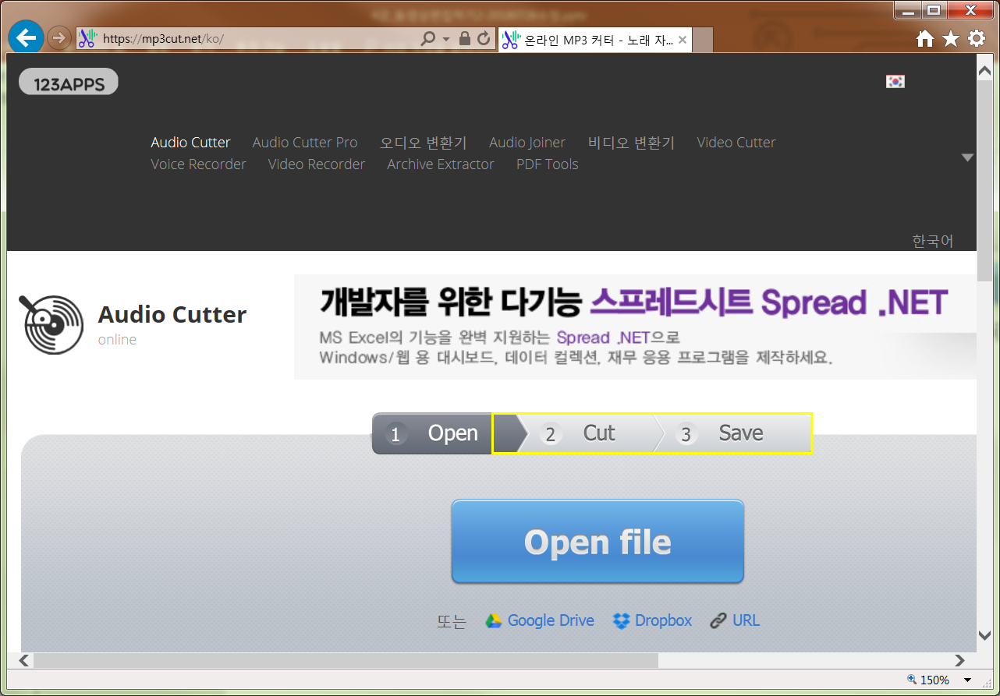 https://mp3cut.net/ko/
온라인 MP3 커터 - 노래 자...
123APPS
Audio Cutter Audio Cutter Pro 오디오 변환기 Audio Joiner 비디오 변환기 Video Cutter
Voice Recorder Video Recorder Archive Extractor PDF Tools
한국어
Audio Cutter
online
개발자를 위한 다기능 스프레드시트 Spread .NET
MS Excel의 기능을 완벽 지원하는 Spread .NET으로
Windows/웹 용 대시보드, 데이터 컬렉션, 재무 응용 프로그램을 제작하세요.
1 Open 2 Cut 3 Save
Open file
또는 Google Drive Dropbox URL
150%